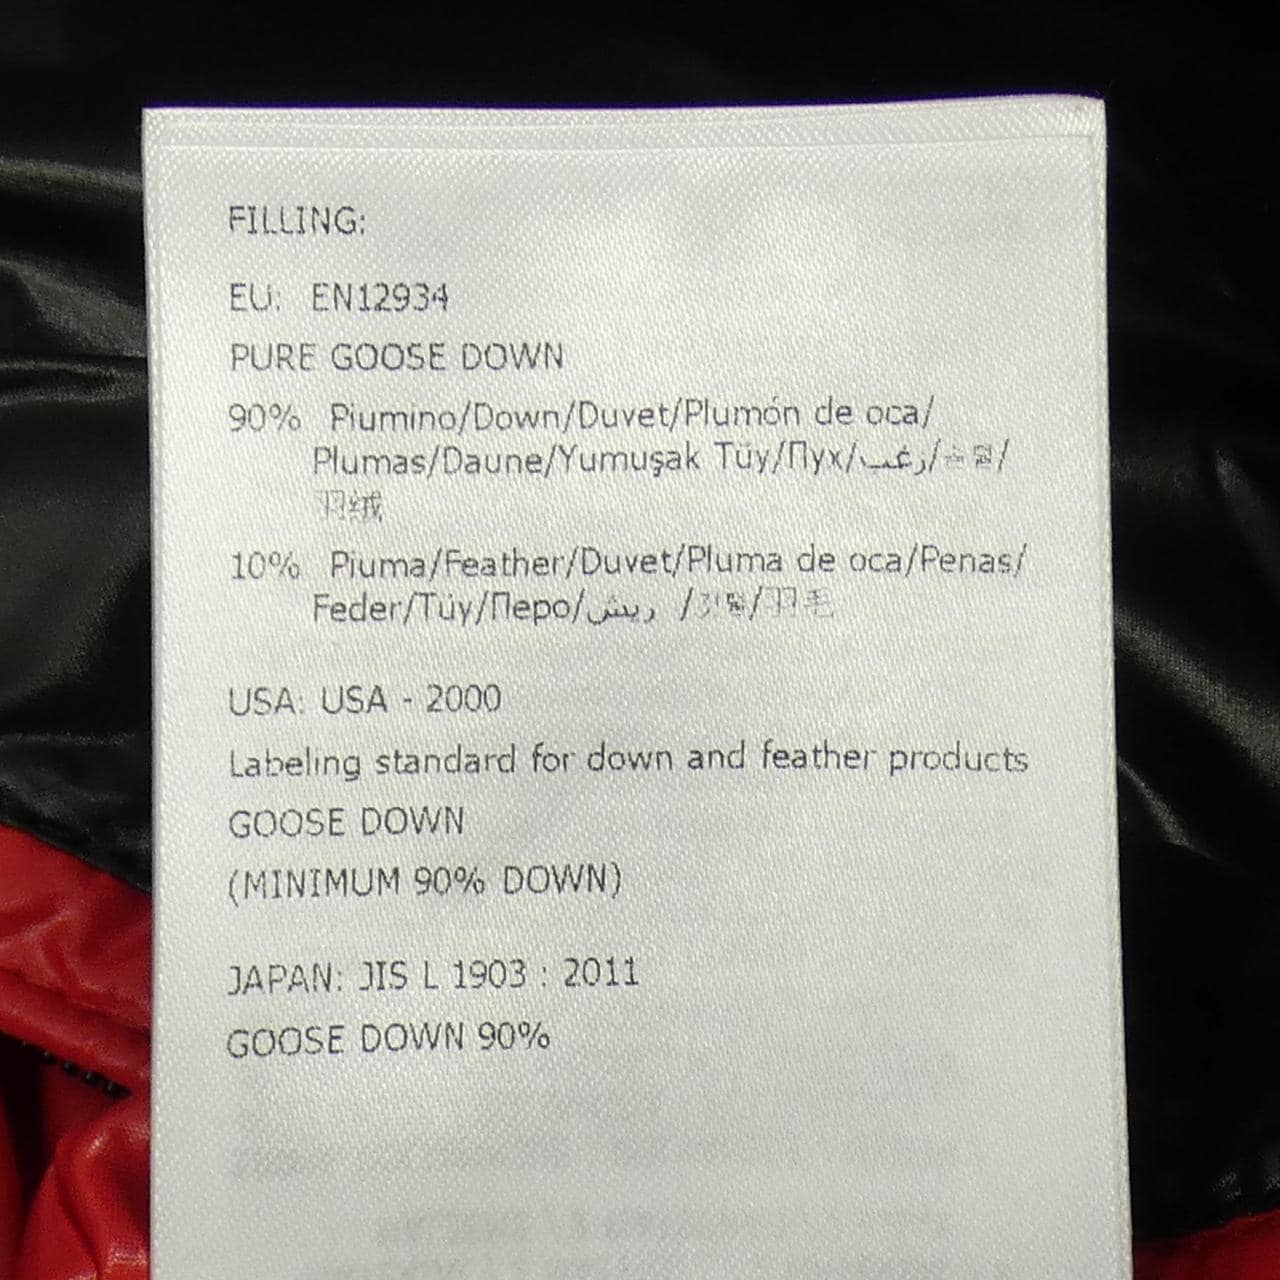 FILLING:
EU: EN12934
PURE GOOSE DOWN
90% Piumino/Down/Duvet/Plumón de oca/
Plumas/Daune/Yumuşak Tüy/Пух/زغب/솜털/
羽绒
10% Piuma/Feather/Duvet/Pluma de oca/Penas/
Feder/Tüy/Перо/ريش /깃털/羽毛
USA: USA - 2000
Labeling standard for down and feather products
GOOSE DOWN
(MINIMUM 90% DOWN)
JAPAN: JIS L 1903 : 2011
GOOSE DOWN 90%